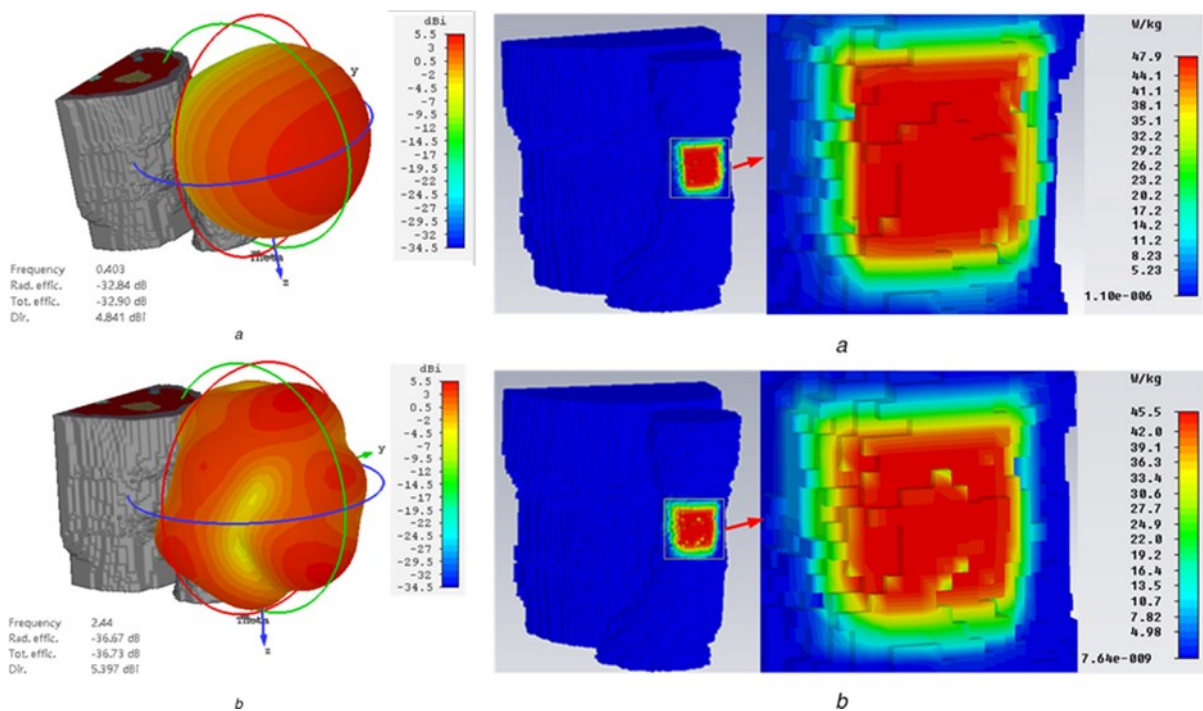 dBi
5.5
3
0.5
-2
-4.5
-7
-9.5
-12
-14.5
-17
-19.5
-22
-24.5
-27
-29.5
-32
-34.5
y
Theta
z
Frequency 0.403
Rad. effic. -32.84 dB
Tot. effic. -32.90 dB
Dir. 4.841 dBi
a
W/kg
47.9
44.1
41.1
38.1
35.1
32.2
29.2
26.2
23.2
20.2
17.2
14.2
11.2
8.23
5.23
1.10e-006
a
dBi
5.5
3
0.5
-2
-4.5
-7
-9.5
-12
-14.5
-17
-19.5
-22
-24.5
-27
-29.5
-32
-34.5
y
Theta
z
Frequency 2.44
Rad. effic. -36.67 dB
Tot. effic. -36.73 dB
Dir. 5.397 dBi
b
W/kg
45.5
42.0
39.1
36.3
33.4
30.6
27.7
24.9
22.0
19.2
16.4
13.5
10.7
7.82
4.98
7.64e-009
b